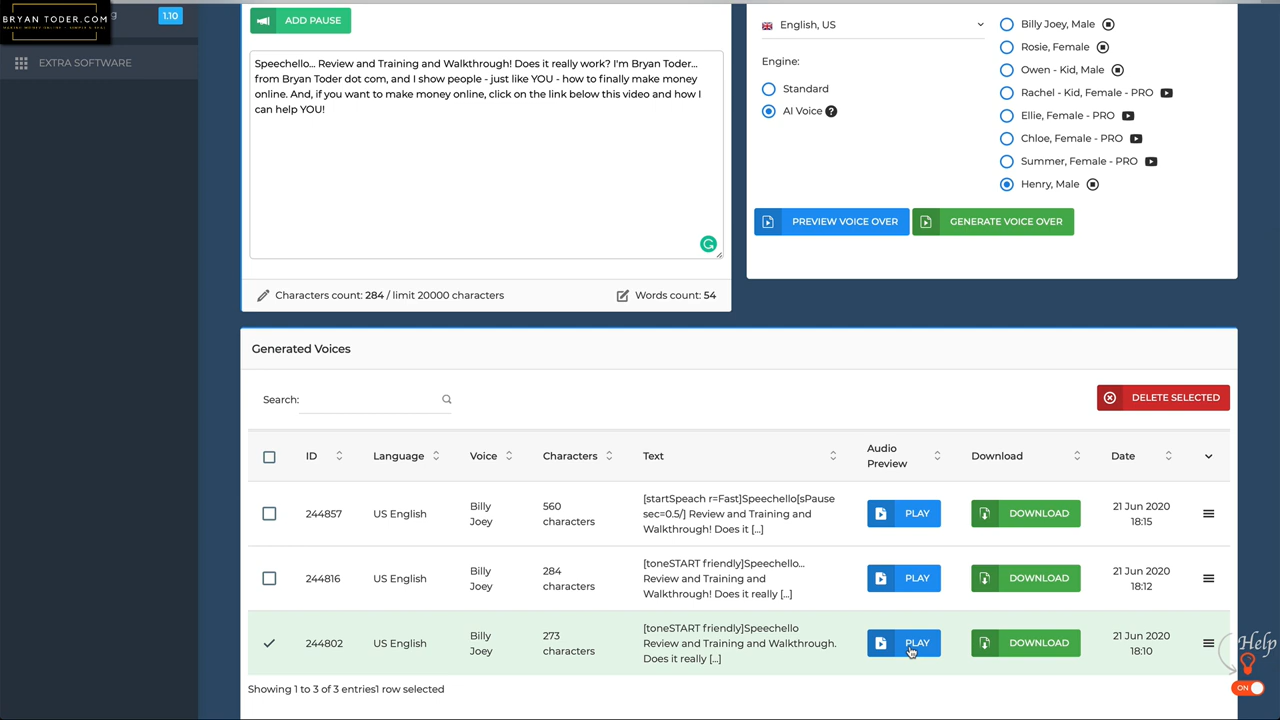 BRYAN TODER.COM
MAKING MONEY ONLINE - SIMPLE & REAL
g
1.10
EXTRA SOFTWARE
ADD PAUSE
Speechello... Review and Training and Walkthrough! Does it really work? I'm Bryan Toder...
from Bryan Toder dot com, and I show people - just like YOU - how to finally make money
online. And, if you want to make money online, click on the link below this video and how I
can help YOU!
Characters count: 284 / limit 20000 characters
Words count: 54
English, US
Engine:
Standard
AI Voice
Billy Joey, Male
Rosie, Female
Owen - Kid, Male
Rachel - Kid, Female - PRO
Ellie, Female - PRO
Chloe, Female - PRO
Summer, Female - PRO
Henry, Male
PREVIEW VOICE OVER
GENERATE VOICE OVER
Generated Voices
Search:
DELETE SELECTED
ID Language Voice Characters Text Audio Preview Download Date
244857 US English Billy Joey 560 characters
[startSpeach r=Fast]Speechello[sPause
sec=0.5/] Review and Training and
Walkthrough! Does it [...]
PLAY DOWNLOAD 21 Jun 2020 18:15
244816 US English Billy Joey 284 characters
[toneSTART friendly]Speechello...
Review and Training and
Walkthrough! Does it really [...]
PLAY DOWNLOAD 21 Jun 2020 18:12
244802 US English Billy Joey 273 characters
[toneSTART friendly]Speechello
Review and Training and Walkthrough.
Does it really [...]
PLAY DOWNLOAD 21 Jun 2020 18:10
Showing 1 to 3 of 3 entries1 row selected
Help
ON